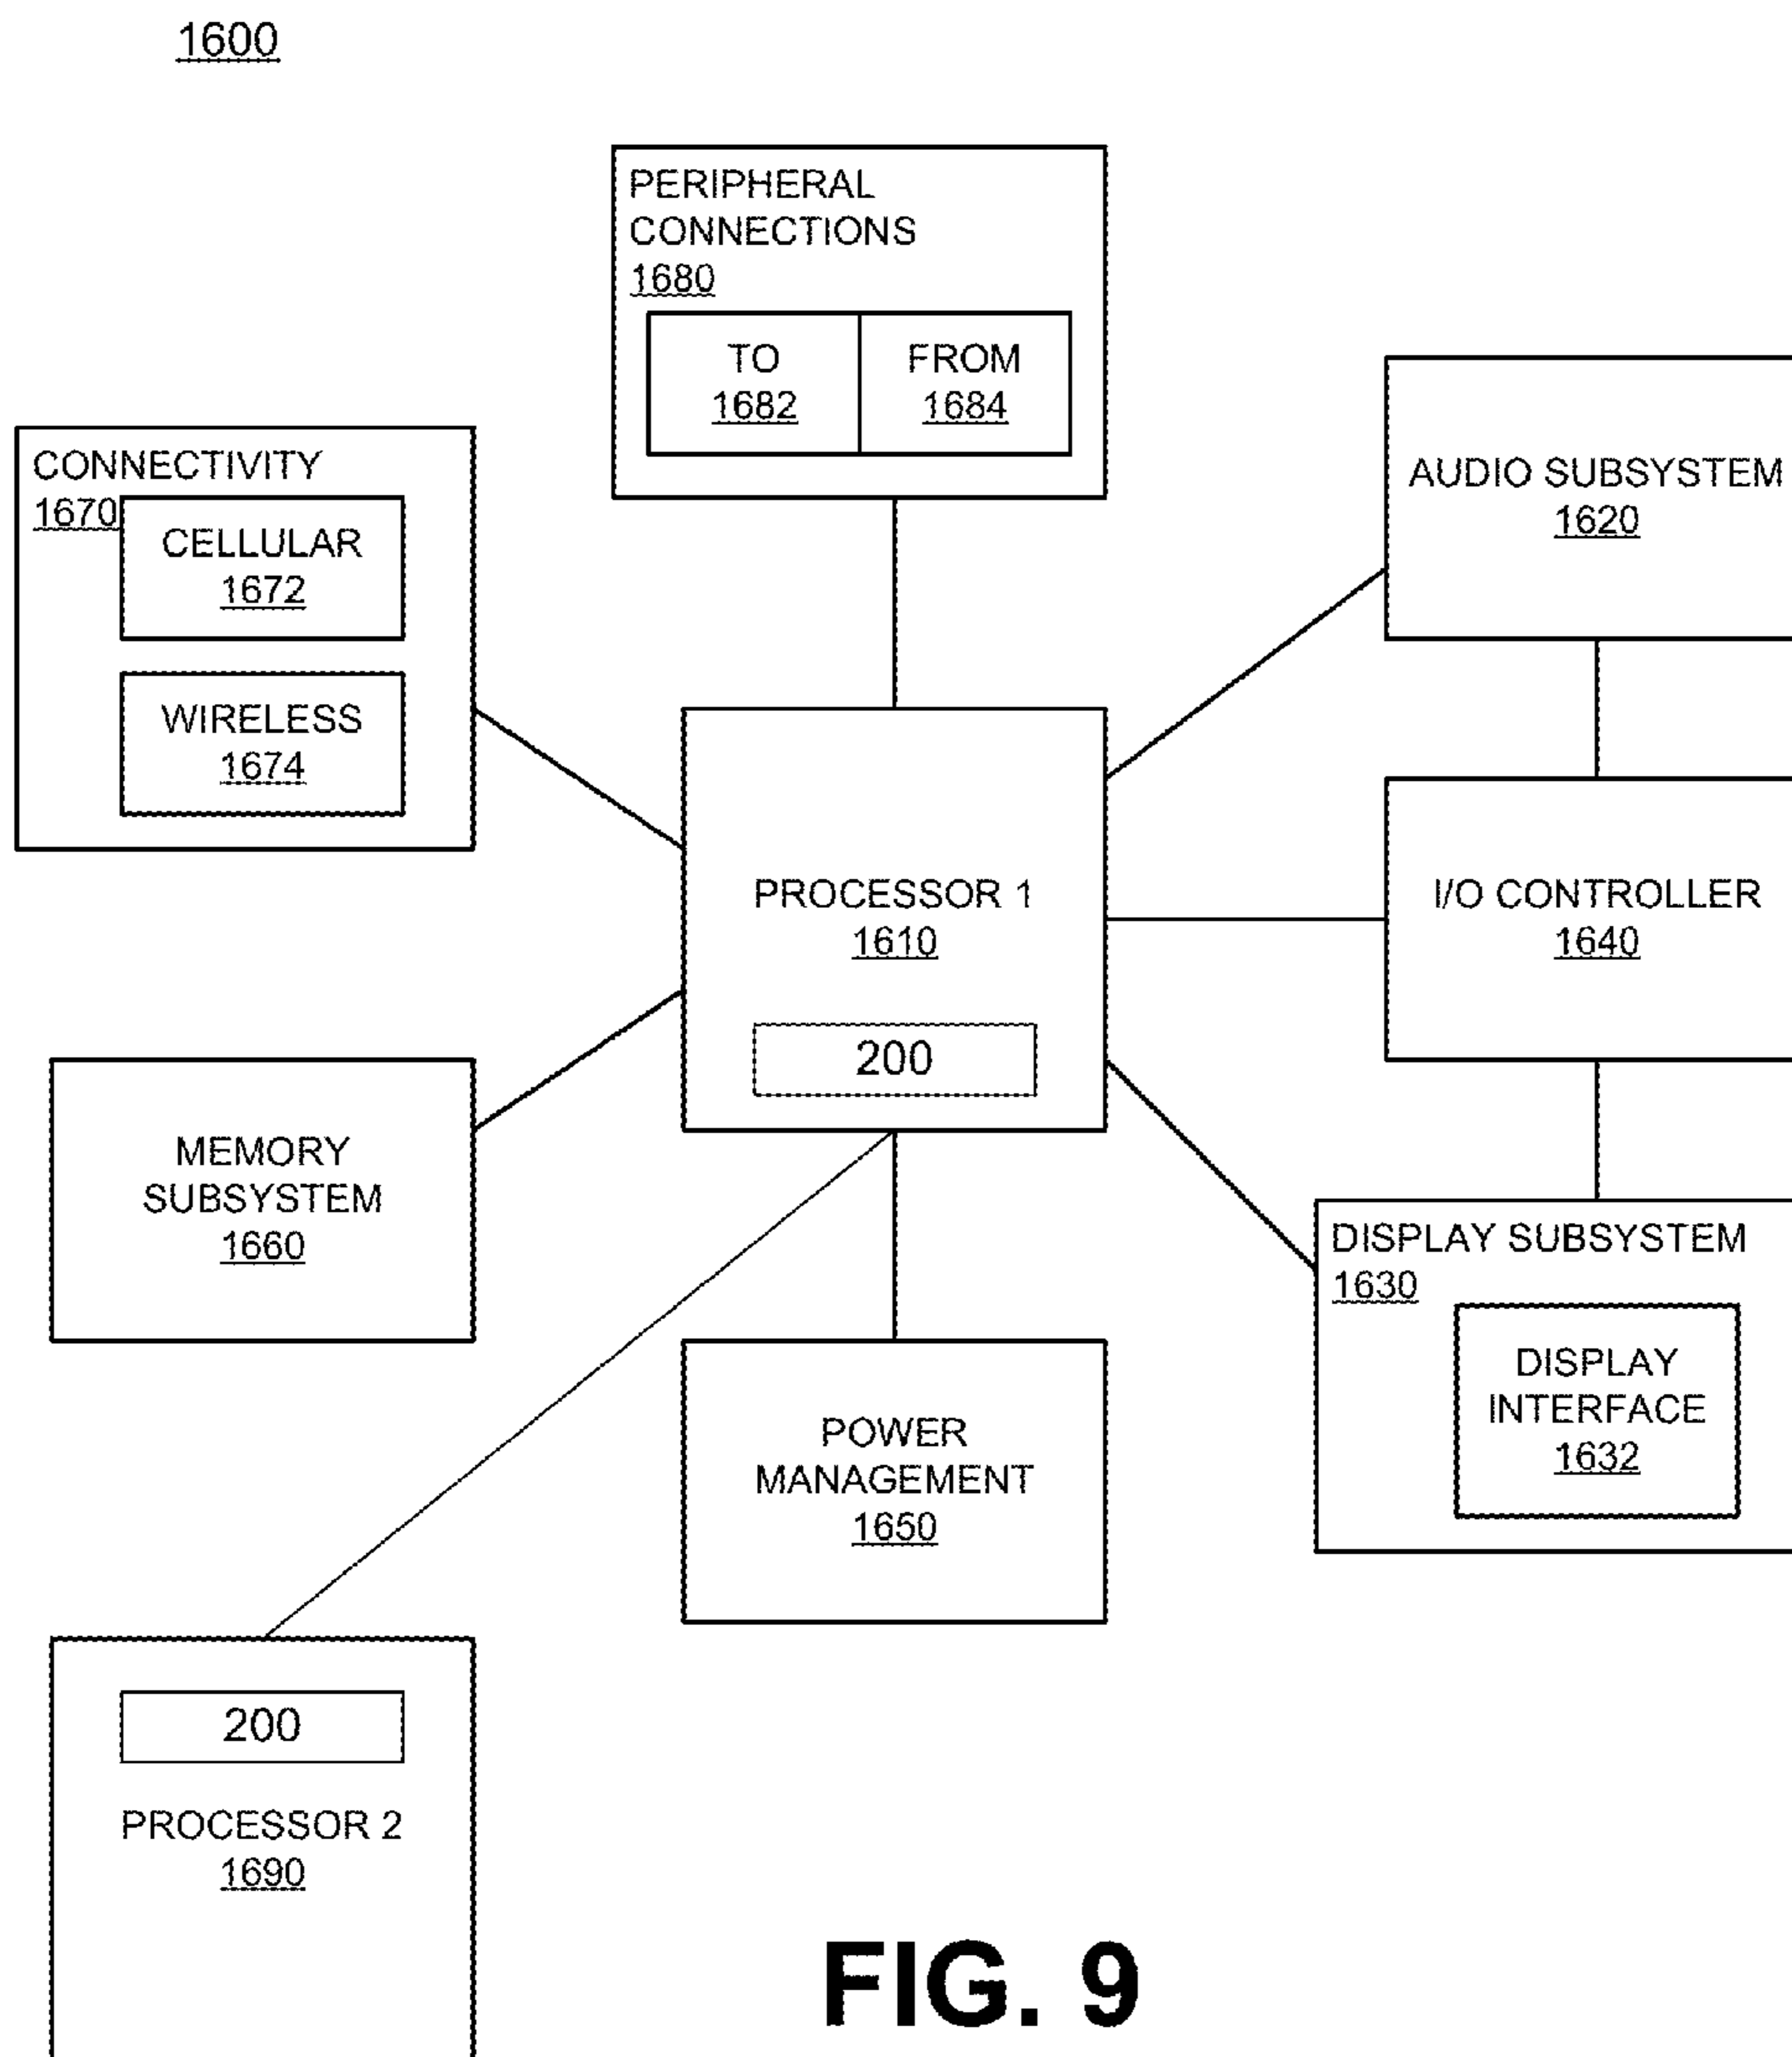 1600
PERIPHERAL
CONNECTIONS
1680
TO
1682
FROM
1684
CONNECTIVITY
1670
CELLULAR
1672
WIRELESS
1674
AUDIO SUBSYSTEM
1620
PROCESSOR 1
1610
200
I/O CONTROLLER
1640
MEMORY
SUBSYSTEM
1660
DISPLAY SUBSYSTEM
1630
DISPLAY
INTERFACE
1632
POWER
MANAGEMENT
1650
200
PROCESSOR 2
1690
FIG. 9